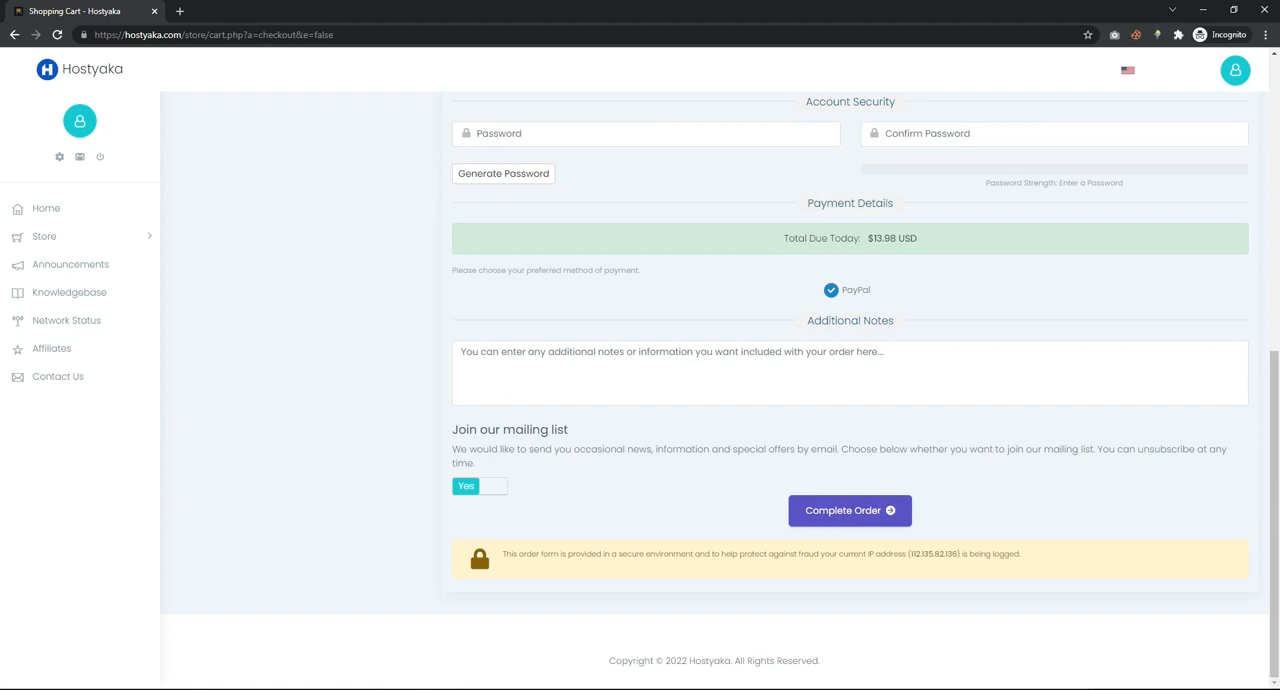 Shopping Cart - Hostyaka
https://hostyaka.com/store/cart.php?a=checkout&e=false
Incognito
Hostyaka
Home
Store
Announcements
Knowledgebase
Network Status
Affiliates
Contact Us
Account Security
Password
Confirm Password
Generate Password
Password Strength: Enter a Password
Payment Details
Total Due Today: $13.98 USD
Please choose your preferred method of payment.
PayPal
Additional Notes
You can enter any additional notes or information you want included with your order here...
Join our mailing list
We would like to send you occasional news, information and special offers by email. Choose below whether you want to join our mailing list. You can unsubscribe at any
time.
Yes
Complete Order
This order form is provided in a secure environment and to help protect against fraud your current IP address (112.135.82.136) is being logged.
Copyright © 2022 Hostyaka. All Rights Reserved.